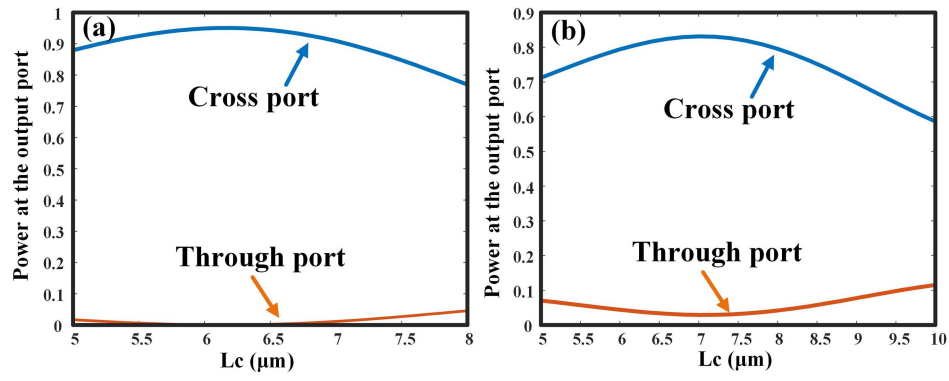 (a)
Power at the output port
1
0.9
0.8
0.7
0.6
0.5
0.4
0.3
0.2
0.1
0
Cross port
Through port
5 5.5 6 6.5 7 7.5 8
Lc (μm)
(b)
Power at the output port
0.9
0.8
0.7
0.6
0.5
0.4
0.3
0.2
0.1
0
Cross port
Through port
5 5.5 6 6.5 7 7.5 8 8.5 9 9.5 10
Lc (μm)